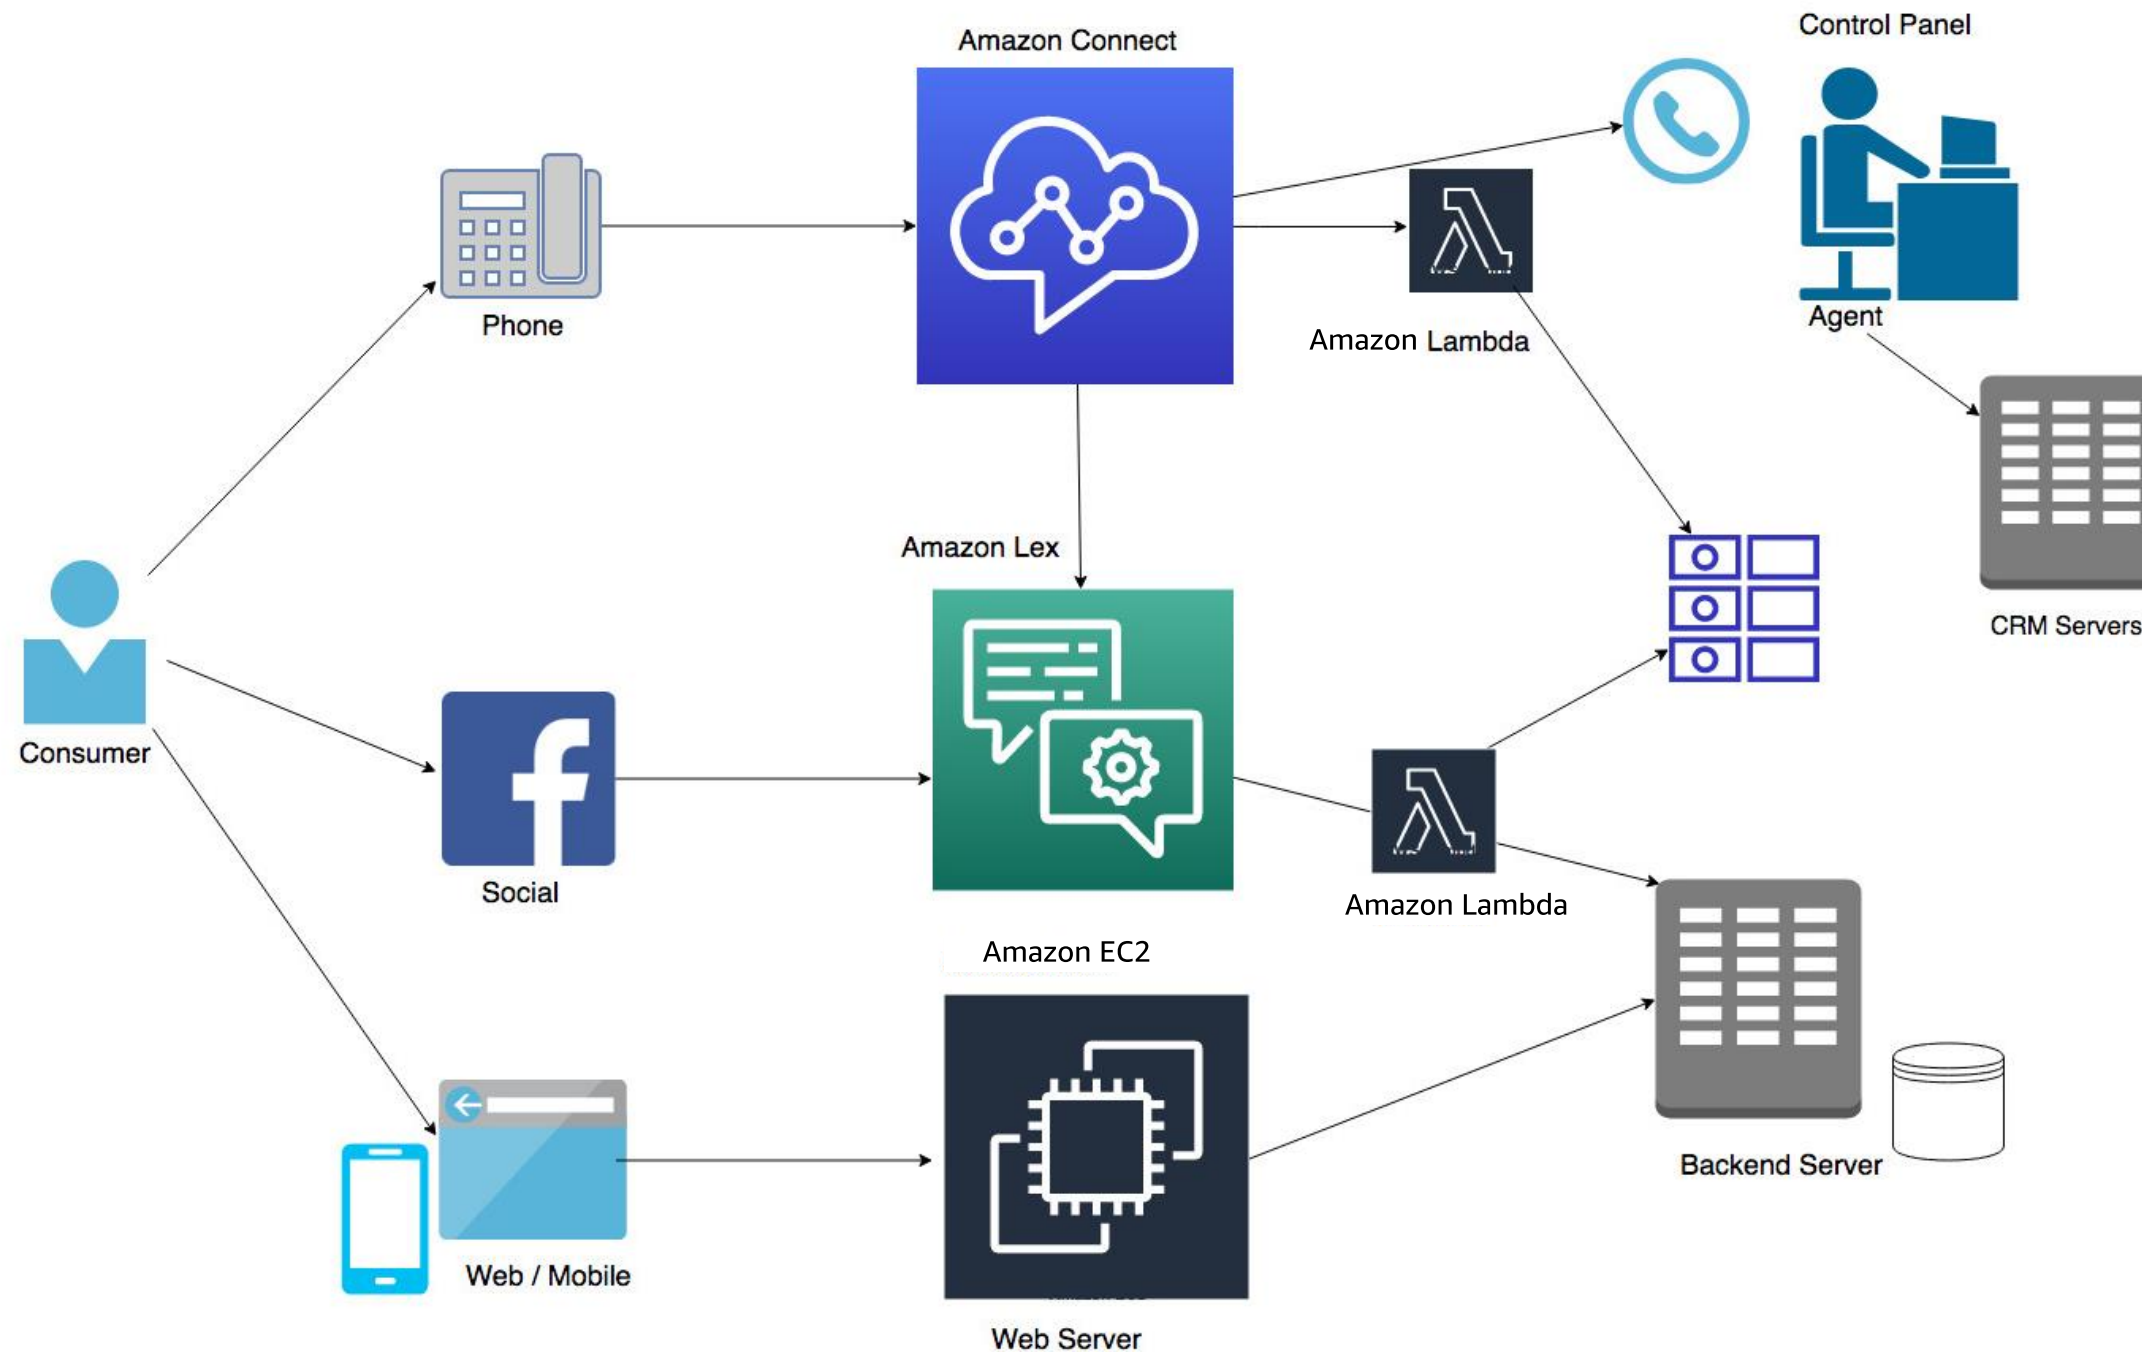 Control Panel
Amazon Connect
Phone
Amazon Lambda
Agent
Amazon Lex
CRM Servers
Consumer
Social
Amazon Lambda
Amazon EC2
Backend Server
Web / Mobile
Web Server